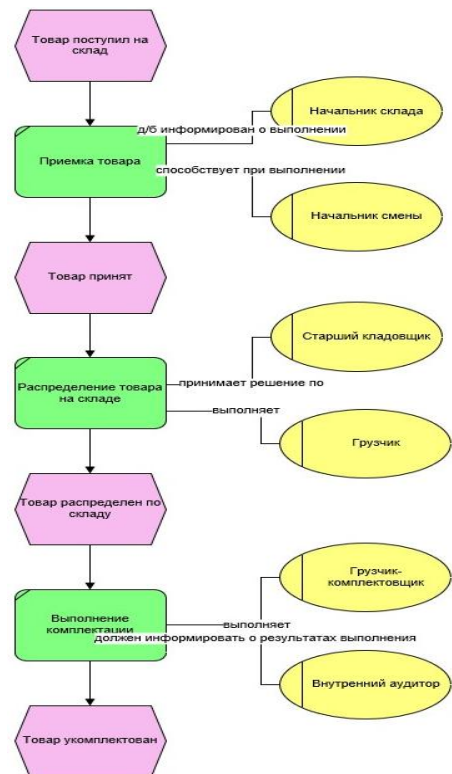 Товар поступил на
склад
Начальник склада
д/б информирован о выполнении
Приемка товара
способствует при выполнении
Начальник смены
Товар принят
Старший кладовщик
принимает решение по
Распределение товара
на складе
выполняет
Грузчик
Товар распределен по
складу
Грузчик-
комплектовщик
Выполнение
комплектации
выполняет
должен информировать о результатах выполнения
Внутренний аудитор
Товар укомплектован